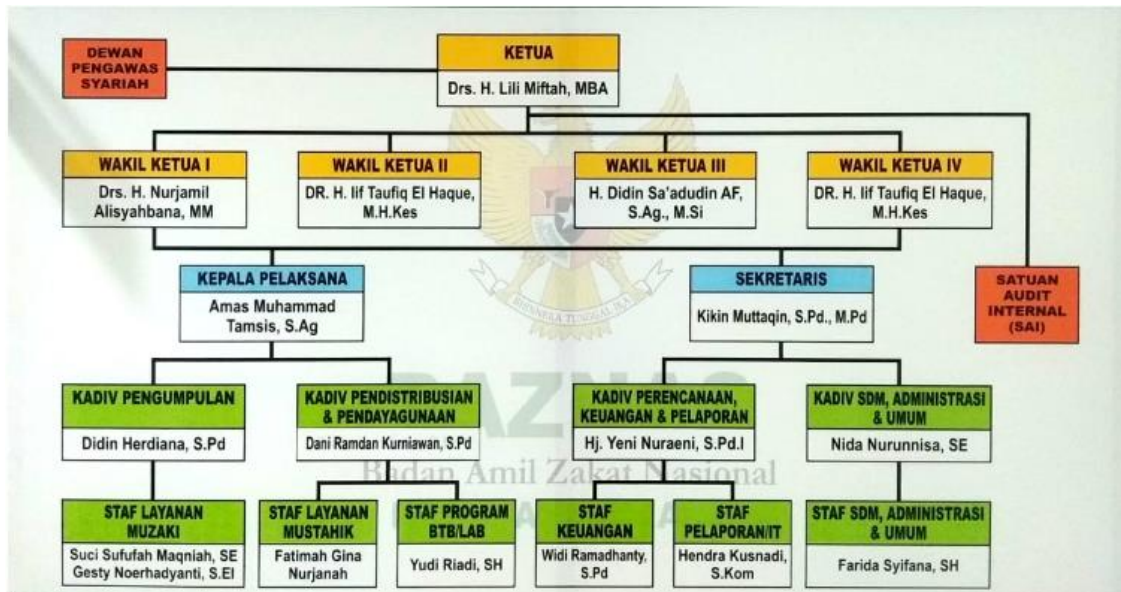 DEWAN
PENGAWAS
SYARIAH
KETUA
Drs. H. Lili Miftah, MBA
WAKIL KETUA I
Drs. H. Nurjamil
Alisyahbana, MM
WAKIL KETUA II
DR. H. Iif Taufiq El Haque,
M.H.Kes
WAKIL KETUA III
H. Didin Sa'adudin AF,
S.Ag., M.Si
WAKIL KETUA IV
DR. H. Iif Taufiq El Haque,
M.H.Kes
KEPALA PELAKSANA
Amas Muhammad
Tamsis, S.Ag
SEKRETARIS
Kikin Muttaqin, S.Pd., M.Pd
SATUAN
AUDIT
INTERNAL
(SAI)
BHINNEKA TUNGGAL IKA
KADIV PENGUMPULAN
Didin Herdiana, S.Pd
KADIV PENDISTRIBUSIAN
& PENDAYAGUNAAN
Dani Ramdan Kurniawan, S.Pd
KADIV PERENCANAAN,
KEUANGAN & PELAPORAN
Hj. Yeni Nuraeni, S.Pd.I
KADIV SDM, ADMINISTRASI
& UMUM
Nida Nurunnisa, SE
BAZNAS
Badan Amil Zakat Nasional
STAF LAYANAN
MUZAKI
Suci Sufufah Maqniah, SE
Gesty Noerhadyanti, S.EI
STAF LAYANAN
MUSTAHIK
Fatimah Gina
Nurjanah
STAF PROGRAM
BTB/LAB
Yudi Riadi, SH
STAF
KEUANGAN
Widi Ramadhanty,
S.Pd
STAF
PELAPORAN/IT
Hendra Kusnadi,
S.Kom
STAF SDM, ADMINISTRASI
& UMUM
Farida Syifana, SH